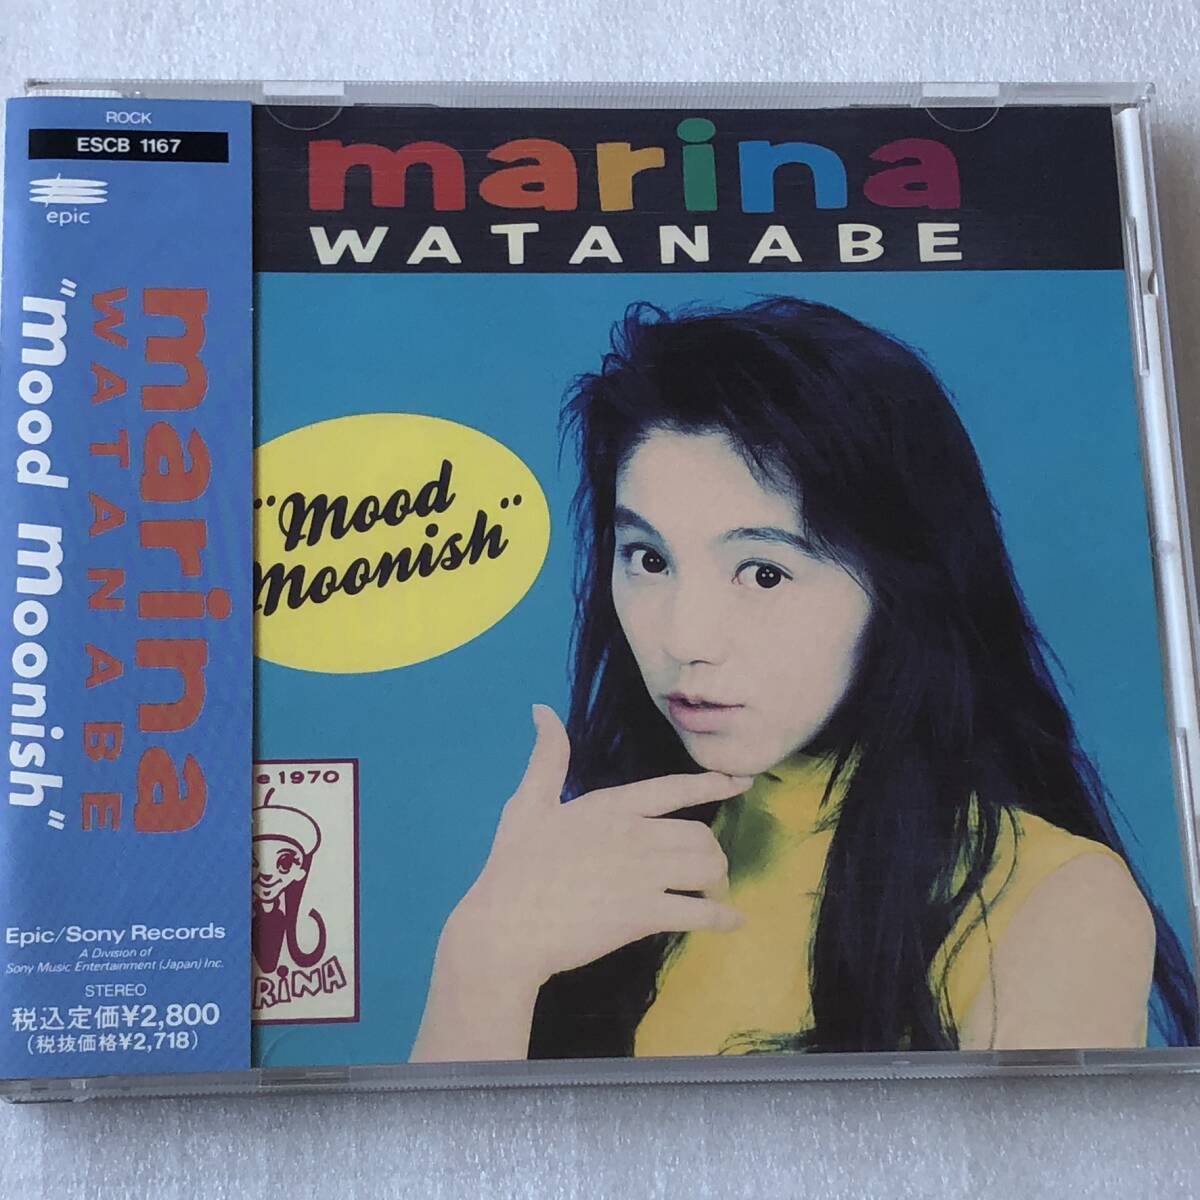 ROCK
ESCB 1167
epic
marina
WATANABE
"mood moonish"
Epic/Sony Records
A Division of
Sony Music Entertainment (Japan) Inc.
STEREO
税込定価¥2,800
(税抜価格¥2,718)
marina
WATANABE
"Mood
Moonish"
e 1970
RINA